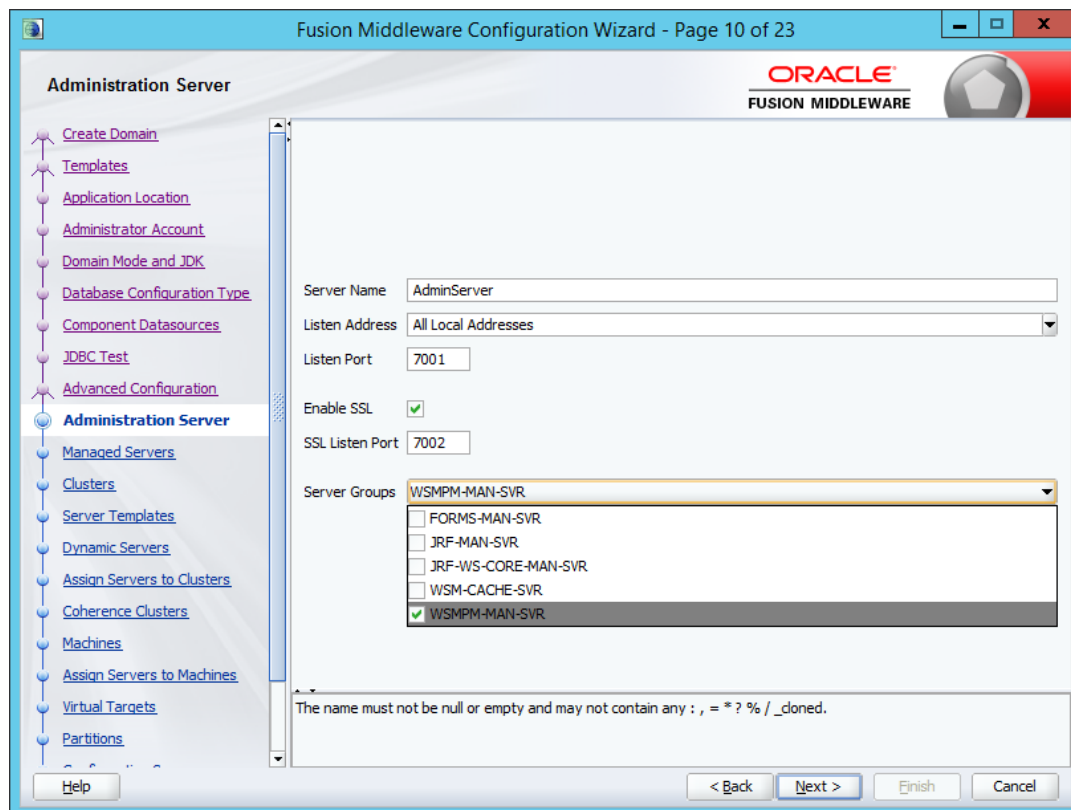 Fusion Middleware Configuration Wizard - Page 10 of 23
Administration Server
ORACLE
FUSION MIDDLEWARE
Create Domain
Templates
Application Location
Administrator Account
Domain Mode and JDK
Database Configuration Type
Component Datasources
JDBC Test
Advanced Configuration
Administration Server
Managed Servers
Clusters
Server Templates
Dynamic Servers
Assign Servers to Clusters
Coherence Clusters
Machines
Assign Servers to Machines
Virtual Targets
Partitions
Server Name AdminServer
Listen Address All Local Addresses
Listen Port 7001
Enable SSL
SSL Listen Port 7002
Server Groups WSMPM-MAN-SVR
FORMS-MAN-SVR
JRF-MAN-SVR
JRF-WS-CORE-MAN-SVR
WSM-CACHE-SVR
WSMPM-MAN-SVR
The name must not be null or empty and may not contain any : , = * ? % / _cloned.
Help
< Back
Next >
Finish
Cancel